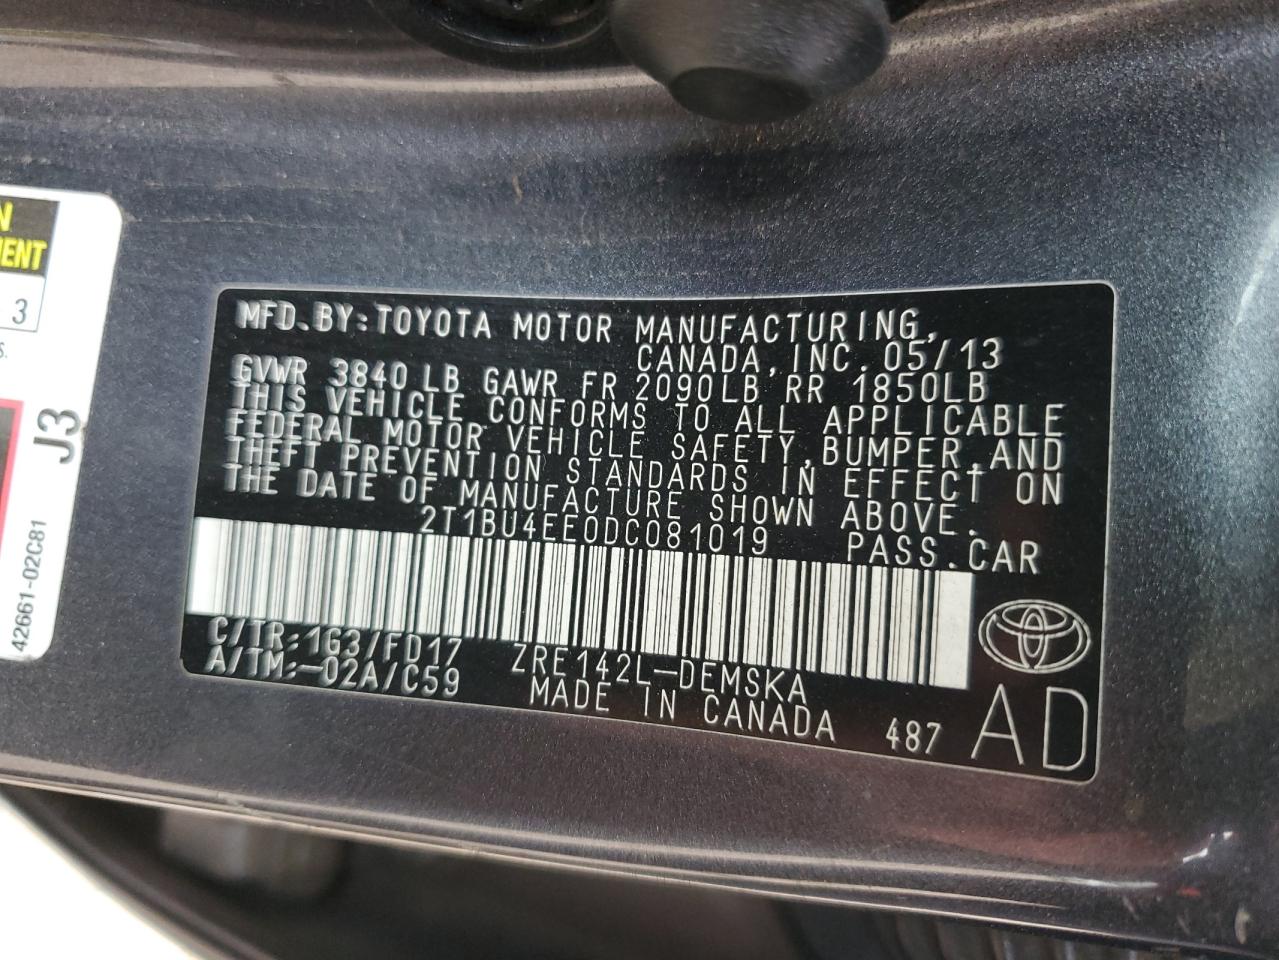 N
ENT
3
S.
J3
42661-02C81
MFD.BY:TOYOTA MOTOR MANUFACTURING,
CANADA,INC.05/13
GVWR 3840LB GAWR FR 2090LB RR 1850LB
THIS VEHICLE CONFORMS TO ALL APPLICABLE
FEDERAL MOTOR VEHICLE SAFETY,BUMPER,AND
THEFT PREVENTION STANDARDS IN EFFECT ON
THE DATE OF MANUFACTURE SHOWN ABOVE.
2T1BU4EE0DC081019 PASS.CAR
C/TR:1G3/FD17 ZRE142L-DEMSKA
A/TM:-02A/C59 MADE IN CANADA 487 AD